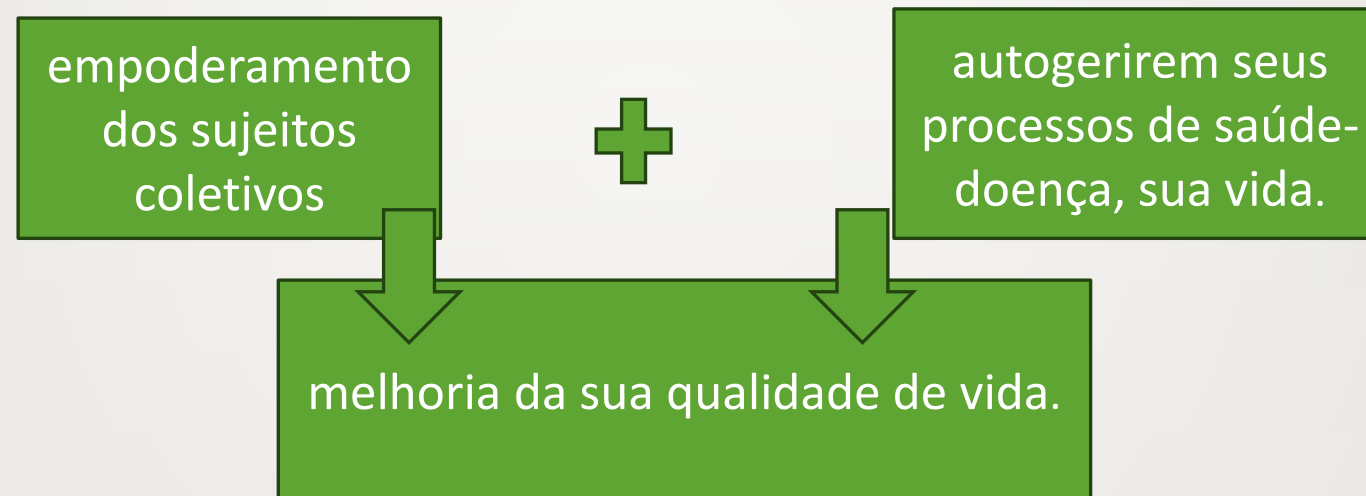 empoderamento
dos sujeitos
coletivos
autogerirem seus
processos de saúde-
doença, sua vida.
melhoria da sua qualidade de vida.